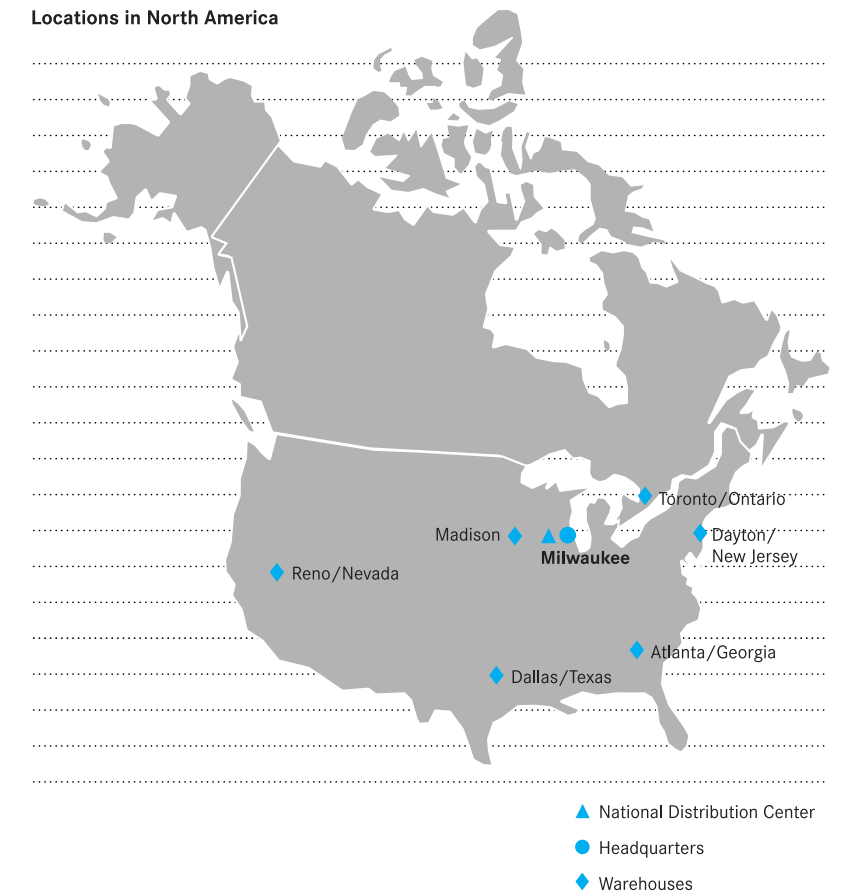 Locations in North America
Toronto/Ontario
Madison
Dayton/
New Jersey
Milwaukee
Reno/Nevada
Atlanta/Georgia
Dallas/Texas
National Distribution Center
Headquarters
Warehouses